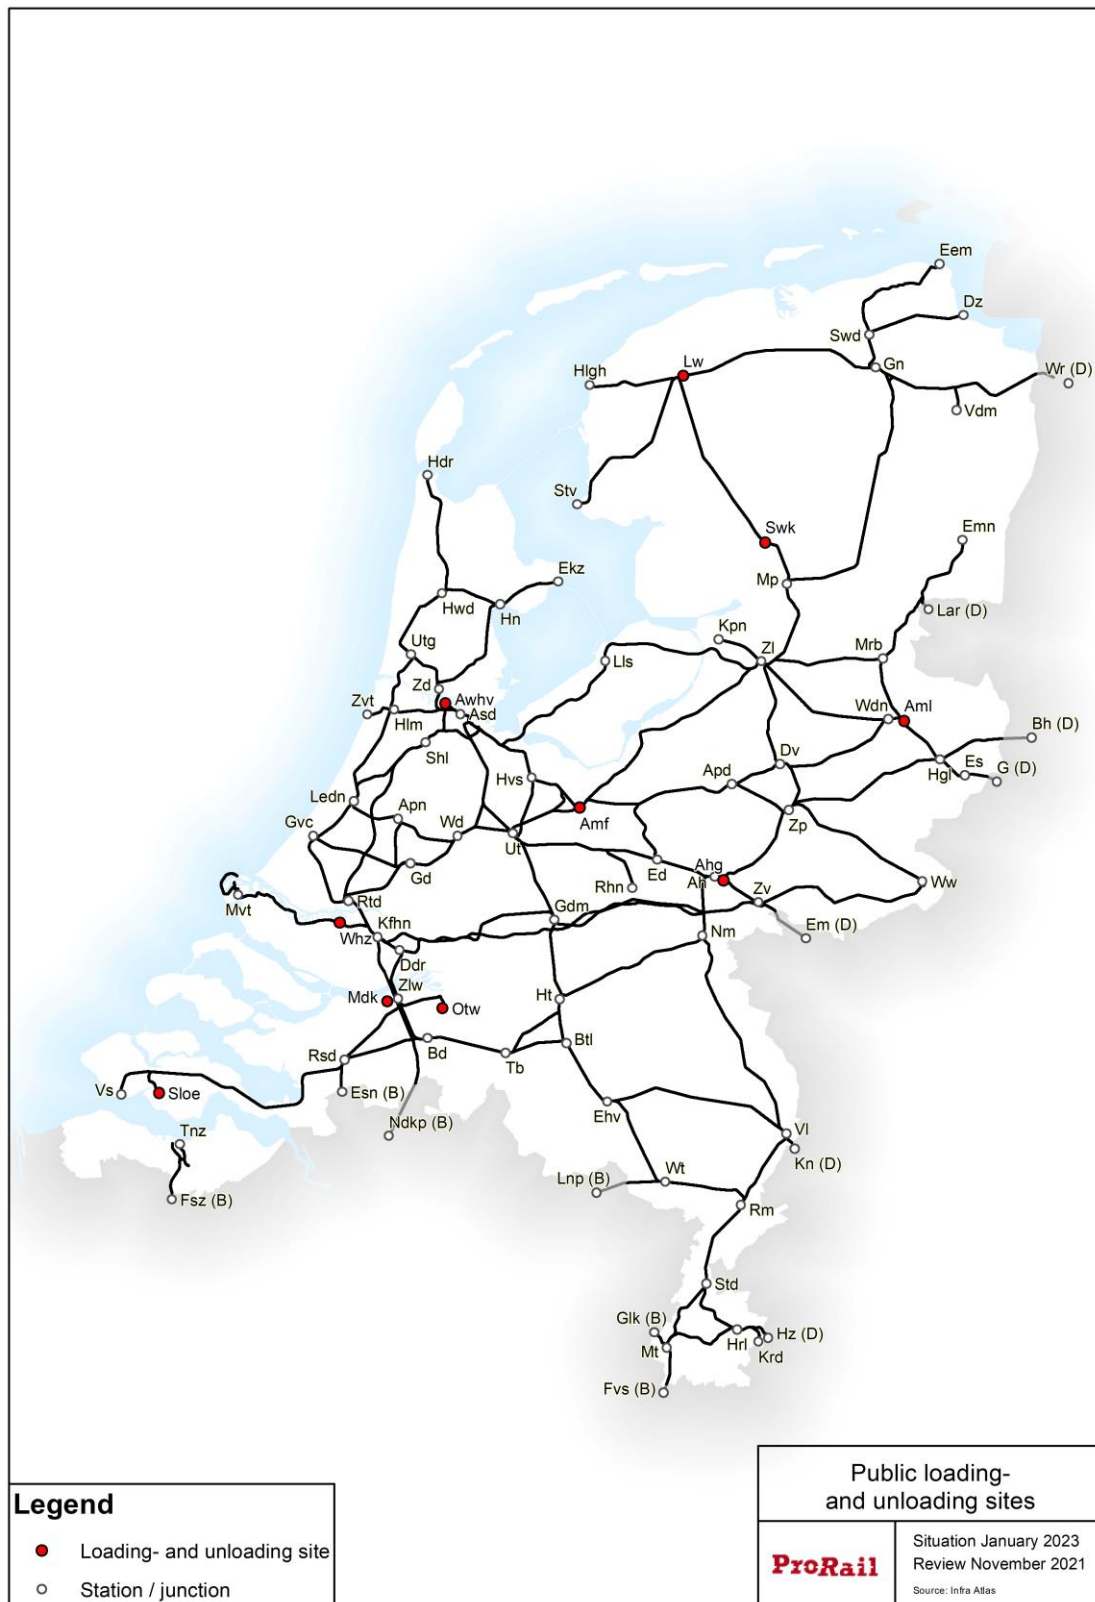 Eem
Dz
Swd
Gn
Lw
Hlgh
Wr (D)
Vdm
Hdr
Stv
Swk
Emn
Ekz
Mp
Hwd
Hn
Lar (D)
Kpn
Utg
Zl
Mrb
Lls
Zd
Zvt
Awhv
Asd
Hlm
Wdn
Aml
Bh (D)
Shl
Dv
Hvs
Apd
Hgl
Es
G (D)
Ledn
Apn
Gvc
Wd
Ut
Amf
Zp
Gd
Ed
Ahg
Ah
Rhn
Zv
Ww
Mvt
Rtd
Gdm
Em (D)
Whz
Kfhn
Nm
Ddr
Zlw
Mdk
Otw
Ht
Rsd
Bd
Tb
Btl
Vs
Sloe
Esn (B)
Ehv
Ndkp (B)
Vl
Tnz
Kn (D)
Lnp (B)
Wt
Fsz (B)
Rm
Std
Glk (B)
Mt
Hrl
Hz (D)
Krd
Fvs (B)
Legend
Loading- and unloading site
Station / junction
Public loading-
and unloading sites
ProRail
Situation January 2023
Review November 2021
Source: Infra Atlas